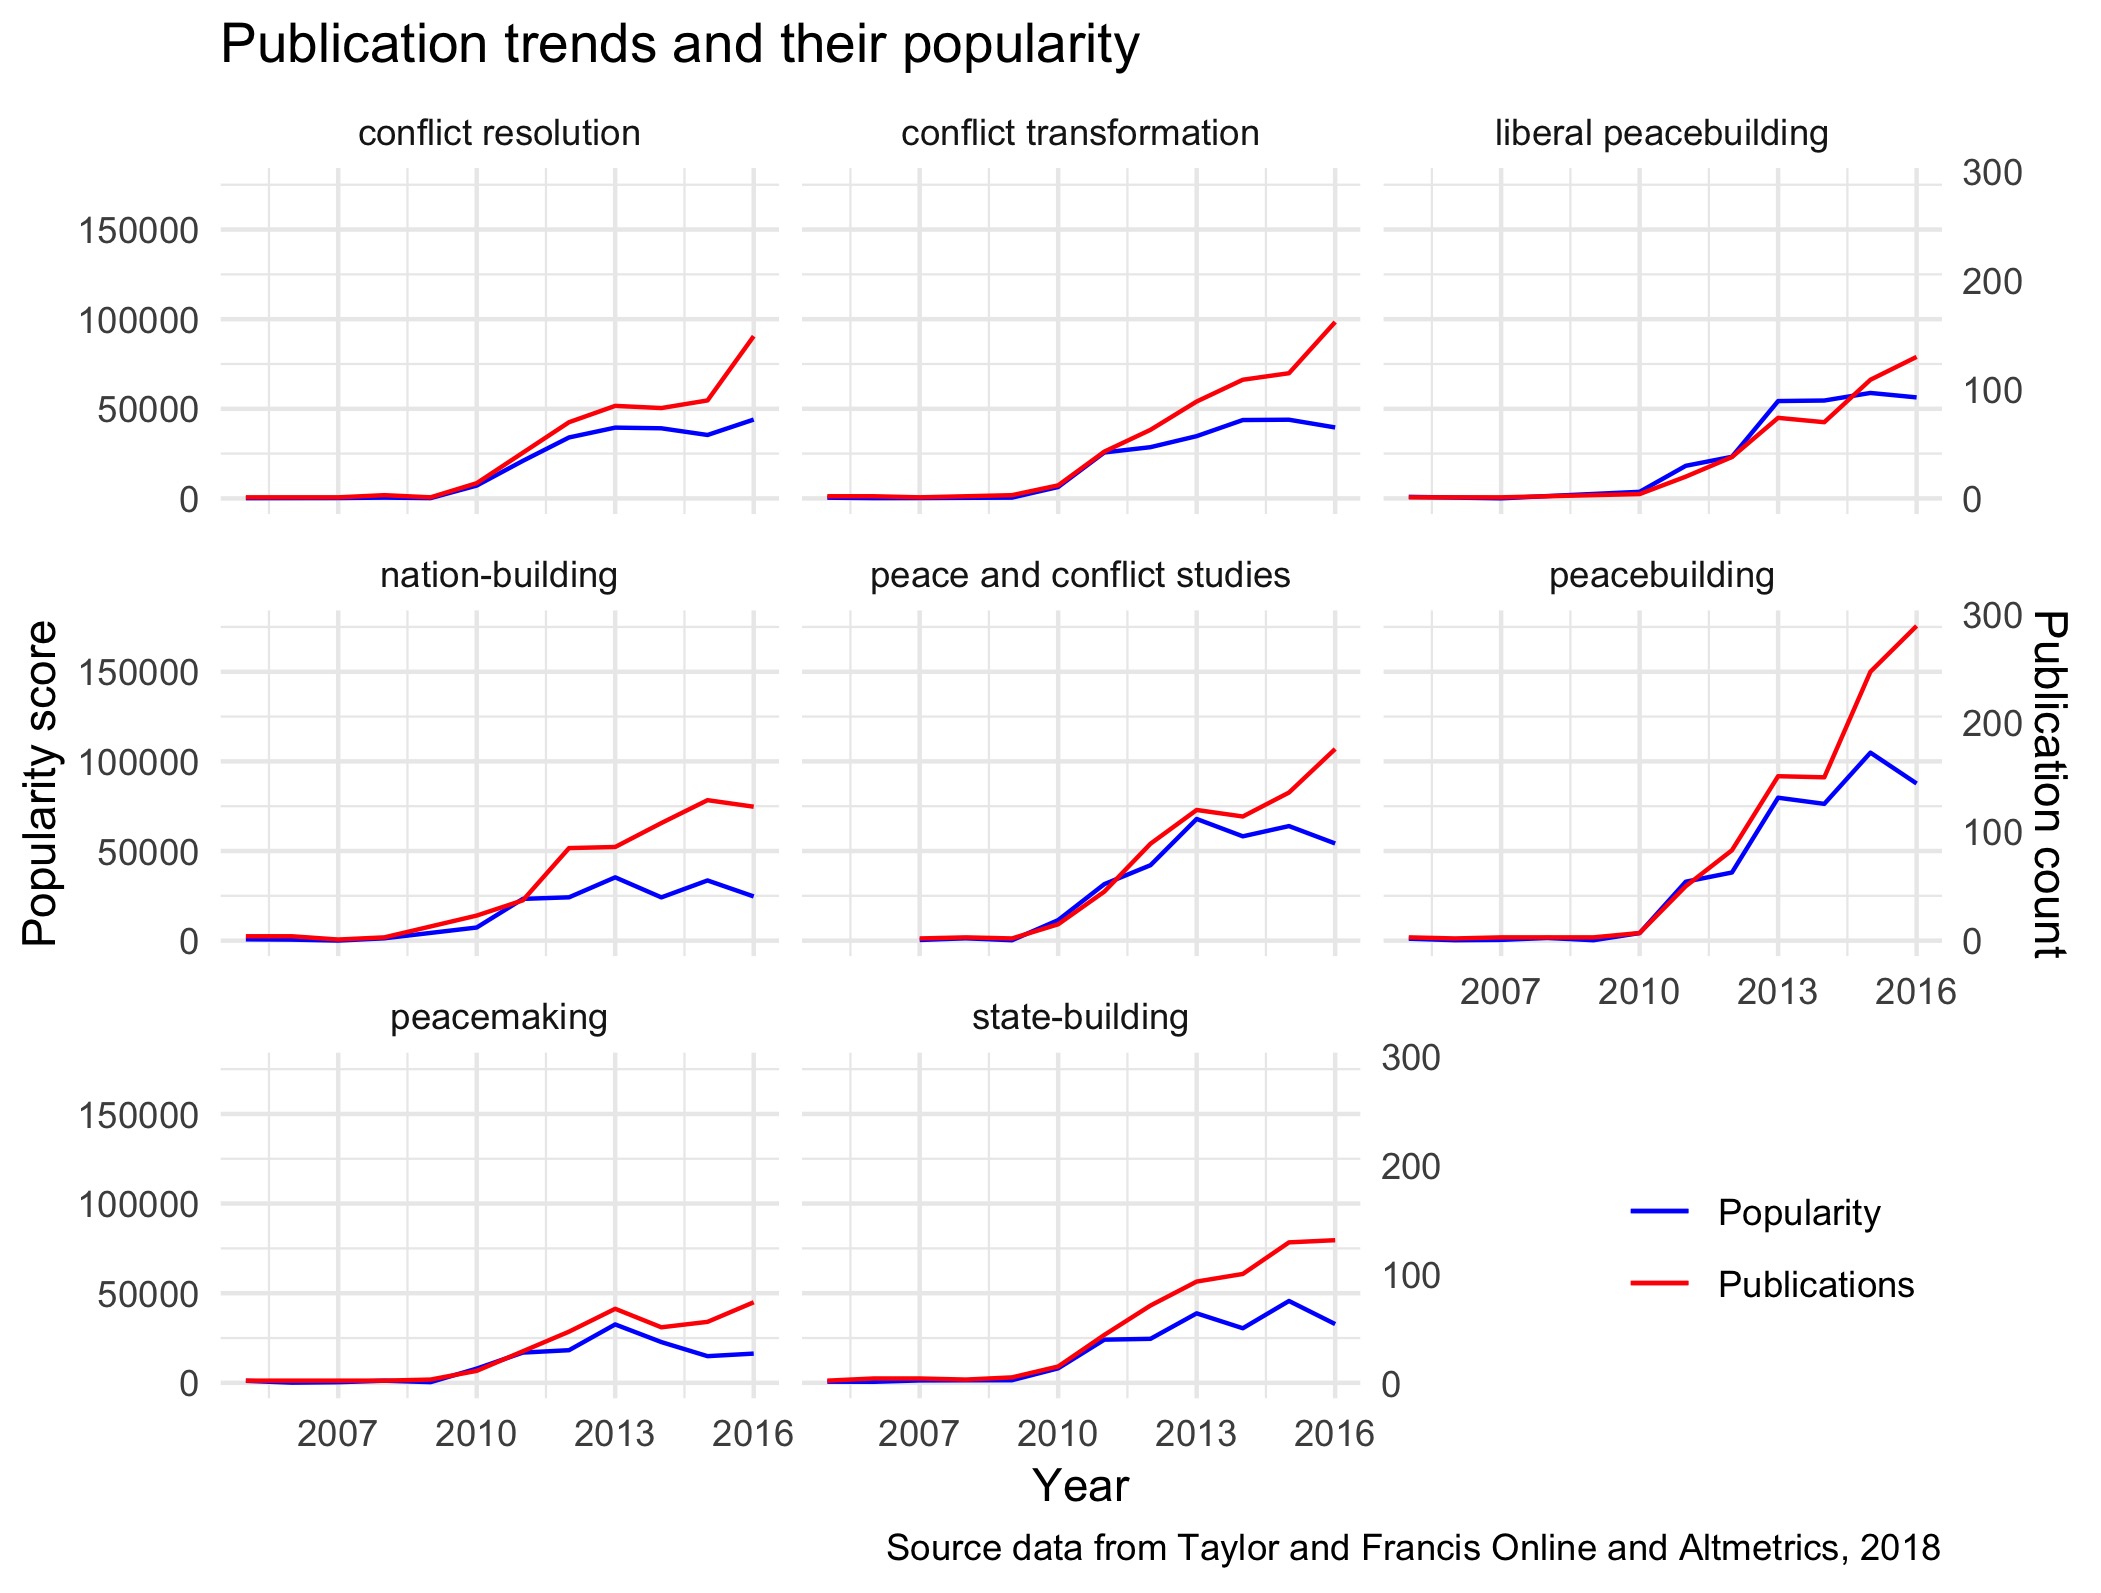 Publication trends and their popularity
conflict resolution
conflict transformation
liberal peacebuilding
150000
100000
50000
0
300
200
100
0
nation-building
peace and conflict studies
peacebuilding
Popularity score
150000
100000
50000
0
300
200
100
0
Publication count
2007 2010 2013 2016
peacemaking
state-building
150000
100000
50000
0
300
200
100
0
2007 2010 2013 2016
2007 2010 2013 2016
Popularity
Publications
Year
Source data from Taylor and Francis Online and Altmetrics, 2018